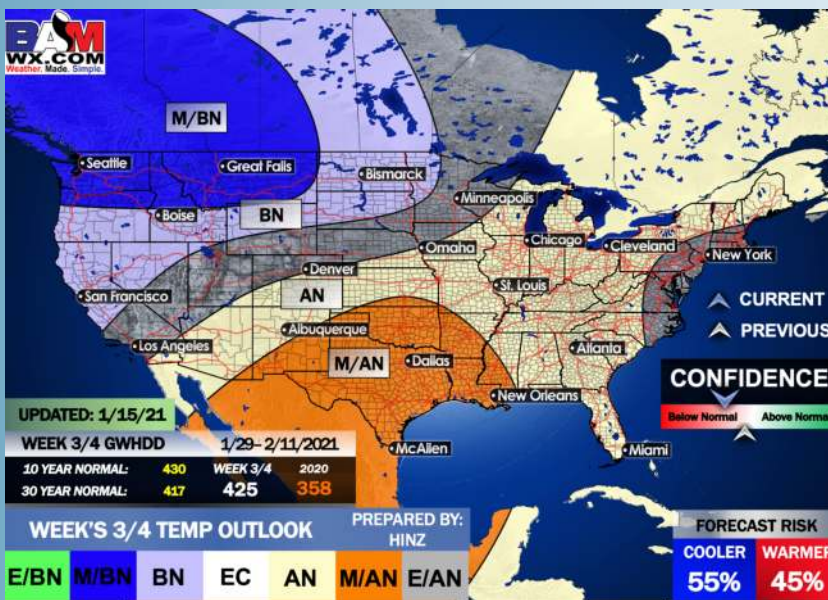 BAM
WX.COM
Weather. Made. Simple.
M/BN
Seattle
Great Falls
Bismarck
Minneapolis
BN
Boise
Omaha
Chicago
Cleveland
New York
Denver
San Francisco
AN
St. Louis
CURRENT
Albuquerque
PREVIOUS
Los Angeles
M/AN
Dallas
Atlanta
CONFIDENCE
New Orleans
Below Normal
Above Norma
UPDATED: 1/15/21
WEEK 3/4 GWHDD 1/29– 2/11/2021
McAllen
Miami
10 YEAR NORMAL: 430 WEEK 3/4 2020
30 YEAR NORMAL: 417 425 358
WEEK'S 3/4 TEMP OUTLOOK
PREPARED BY:
HINZ
FORECAST RISK
COOLER WARMER
55% 45%
E/BN M/BN BN EC AN M/AN E/AN